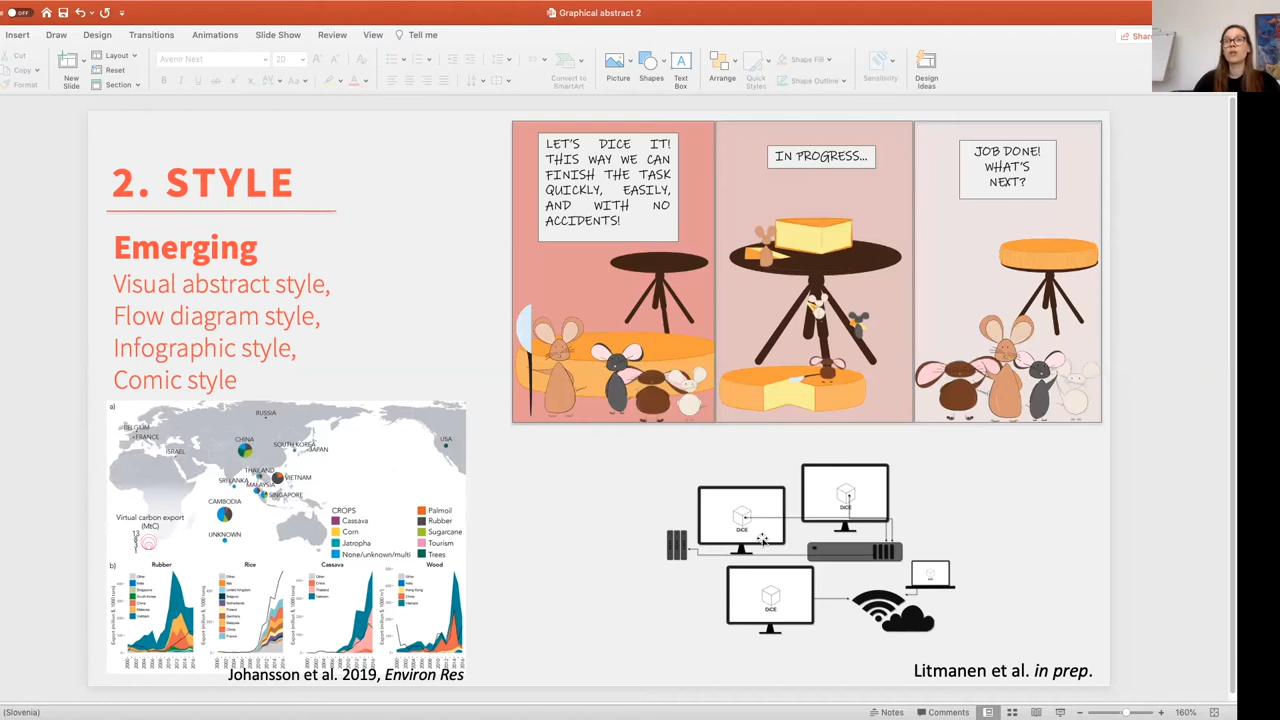 OFF
Graphical abstract 2
Insert
Draw
Design
Transitions
Animations
Slide Show
Review
View
Tell me
Share
Cut
Copy
Format
New
Slide
Layout
Reset
Section
Avenir Next
20
Convert to
SmartArt
Picture
Shapes
Text
Box
Arrange
Quick
Styles
Shape Fill
Shape Outline
Sensitivity
Design
Ideas
2. STYLE
Emerging
Visual abstract style,
Flow diagram style,
Infographic style,
Comic style
LET'S DICE IT!
THIS WAY WE CAN
FINISH THE TASK
QUICKLY, EASILY,
AND WITH NO
ACCIDENTS!
IN PROGRESS...
JOB DONE!
WHAT'S
NEXT?
a)
RUSSIA
BELGIUM
FRANCE
ISRAEL
CHINA
SOUTH KOREA
JAPAN
USA
THAILAND
VIETNAM
SRI LANKA
MALAYSIA
SINGAPORE
CAMBODIA
UNKNOWN
Virtual carbon export
(MtC)
CROPS
Cassava
Corn
Jatropha
None/unknown/multi
Palmoil
Rubber
Sugarcane
Tourism
Trees
b)
Rubber
Rice
Cassava
Wood
Johansson et al. 2019, Environ Res
DiCE
DiCE
DiCE
Litmanen et al. in prep.
(Slovenia)
Notes
Comments
160%